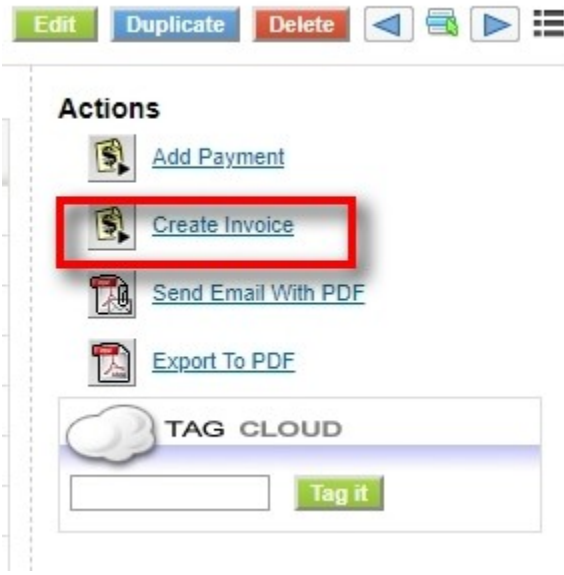 Edit Duplicate Delete
Actions
Add Payment
Create Invoice
Send Email With PDF
Export To PDF
TAG CLOUD
Tag it